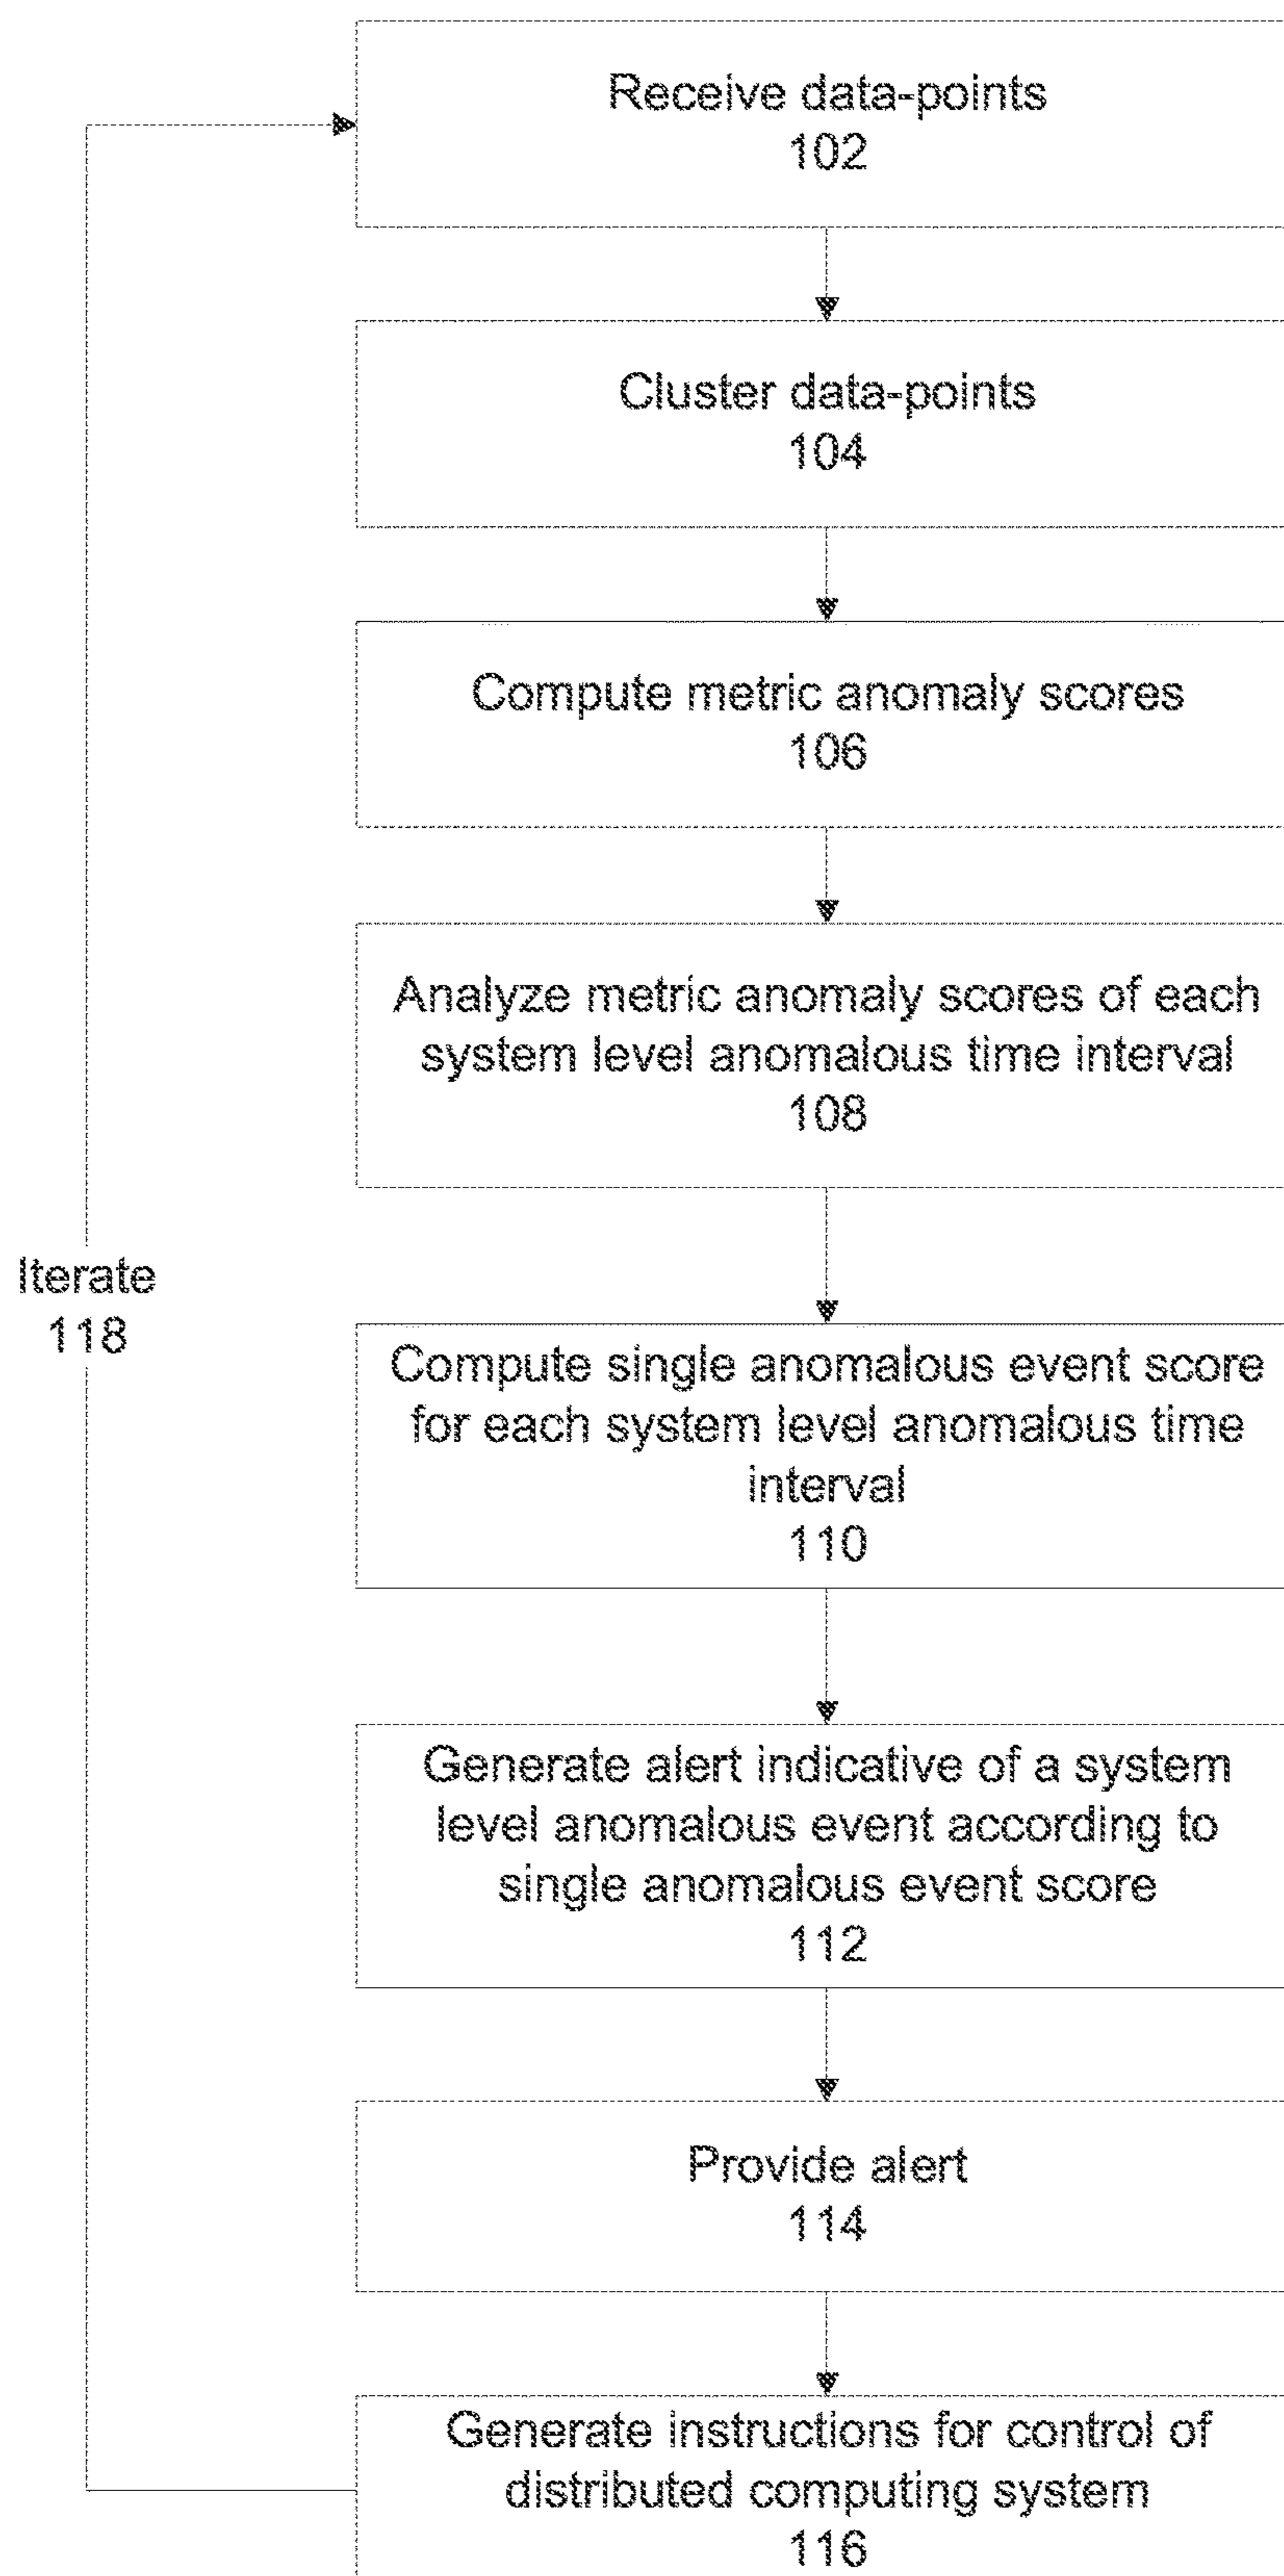 Receive data-points
102
Cluster data-points
104
Compute metric anomaly scores
106
Analyze metric anomaly scores of each
system level anomalous time interval
108
Iterate
118
Compute single anomalous event score
for each system level anomalous time
interval
110
Generate alert indicative of a system
level anomalous event according to
single anomalous event score
112
Provide alert
114
Generate instructions for control of
distributed computing system
116